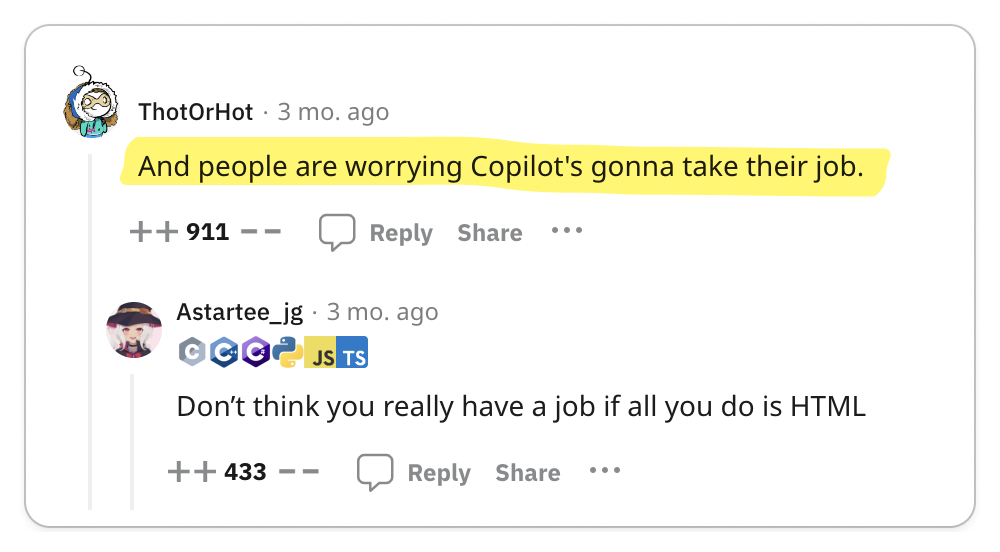 ThotOrHot · 3 mo. ago
And people are worrying Copilot's gonna take their job.
++ 911 -- Reply Share ···
Astartee_jg · 3 mo. ago
C C++ C# JS TS
Don’t think you really have a job if all you do is HTML
++ 433 -- Reply Share ···